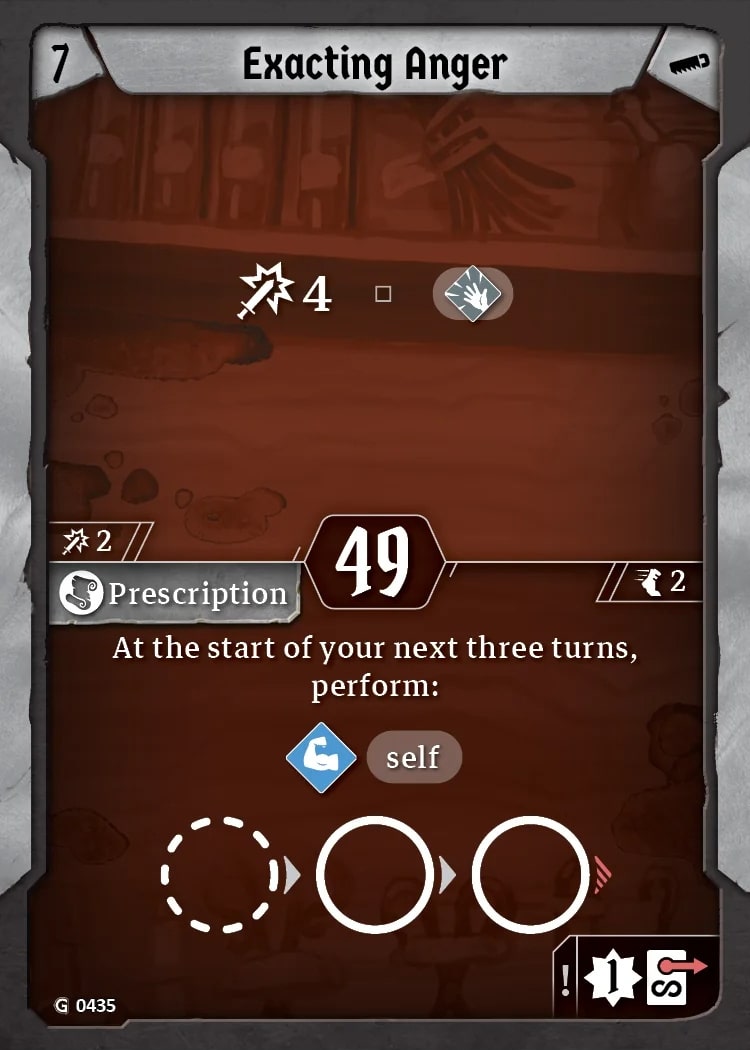 7
Exacting Anger
4
2
49
Prescription
2
At the start of your next three turns,
perform:
self
! 1
G 0435